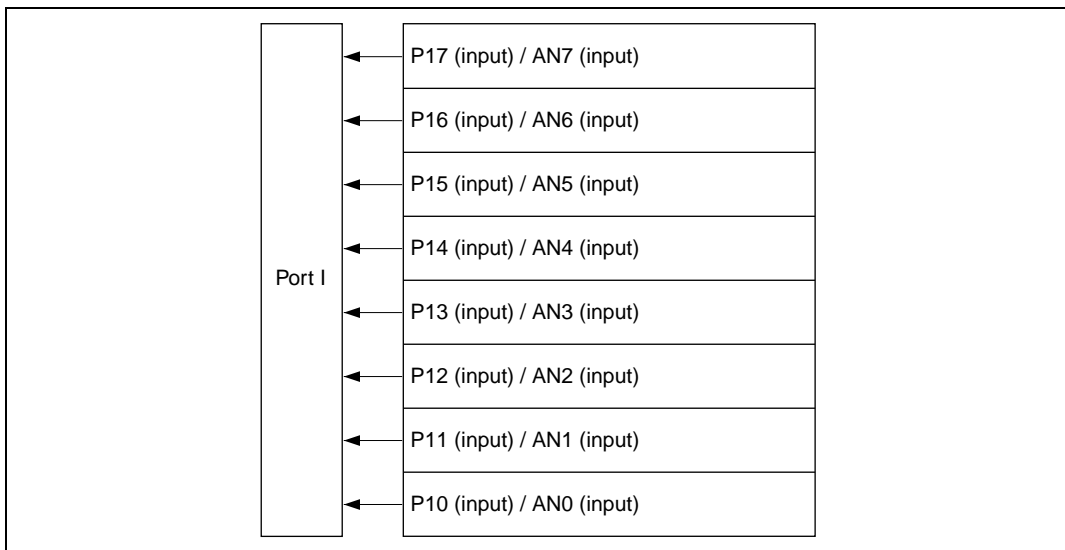 P17 (input) / AN7 (input)
P16 (input) / AN6 (input)
P15 (input) / AN5 (input)
P14 (input) / AN4 (input)
Port I
P13 (input) / AN3 (input)
P12 (input) / AN2 (input)
P11 (input) / AN1 (input)
P10 (input) / AN0 (input)